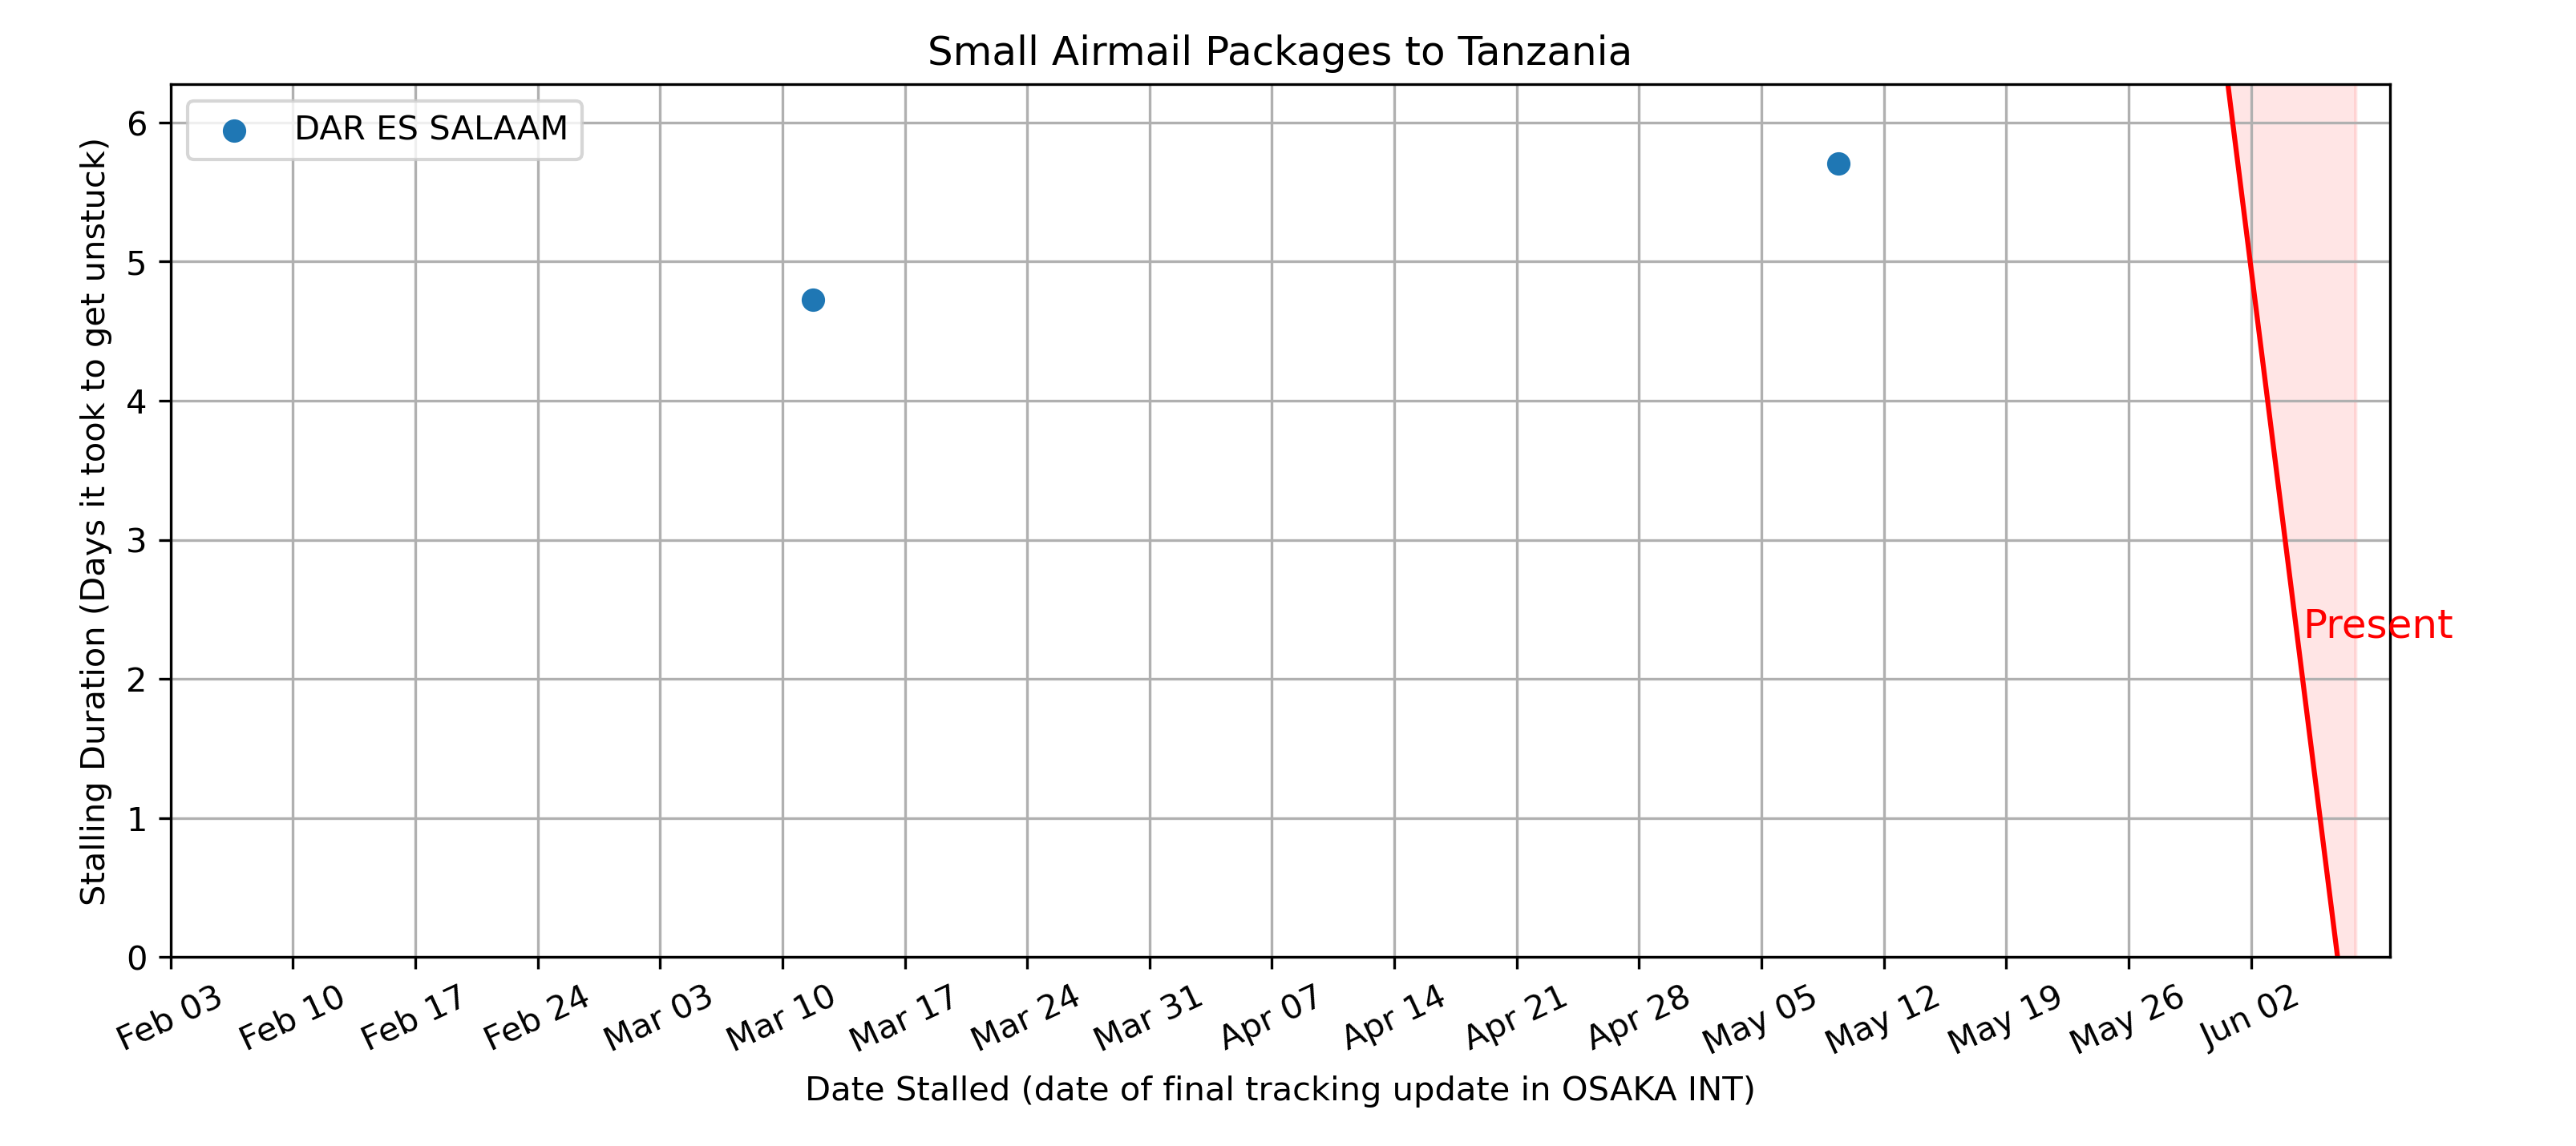 Small Airmail Packages to Tanzania
DAR ES SALAAM
Stalling Duration (Days it took to get unstuck)
6
5
4
3
2
1
0
Present
Feb 03
Feb 10
Feb 17
Feb 24
Mar 03
Mar 10
Mar 17
Mar 24
Mar 31
Apr 07
Apr 14
Apr 21
Apr 28
May 05
May 12
May 19
May 26
Jun 02
Date Stalled (date of final tracking update in OSAKA INT)